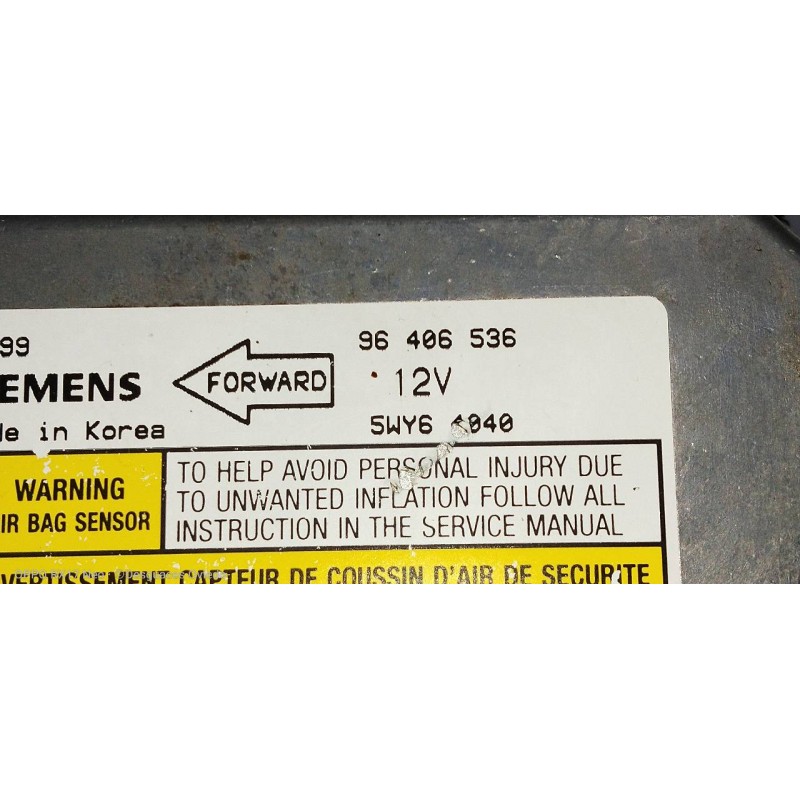 99
96 406 536
EMENS
FORWARD
12V
de in Korea
5WY6 4040
WARNING
IR BAG SENSOR
TO HELP AVOID PERSONAL INJURY DUE
TO UNWANTED INFLATION FOLLOW ALL
INSTRUCTION IN THE SERVICE MANUAL
VERTISSEMENT CAPTEUR DE COUSSIN D'AIR DE SECURITE